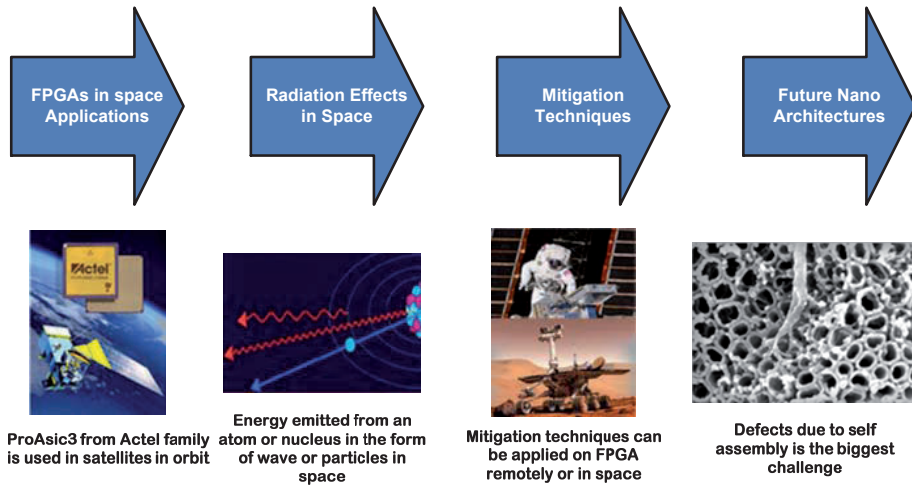 FPGAs in space
Applications
Radiation Effects
in Space
Mitigation
Techniques
Future Nano
Architectures
Actel
ProAsic3 from Actel family
is used in satellites in orbit
Energy emitted from an
atom or nucleus in the form
of wave or particles in
space
Mitigation techniques can
be applied on FPGA
remotely or in space
Defects due to self
assembly is the biggest
challenge